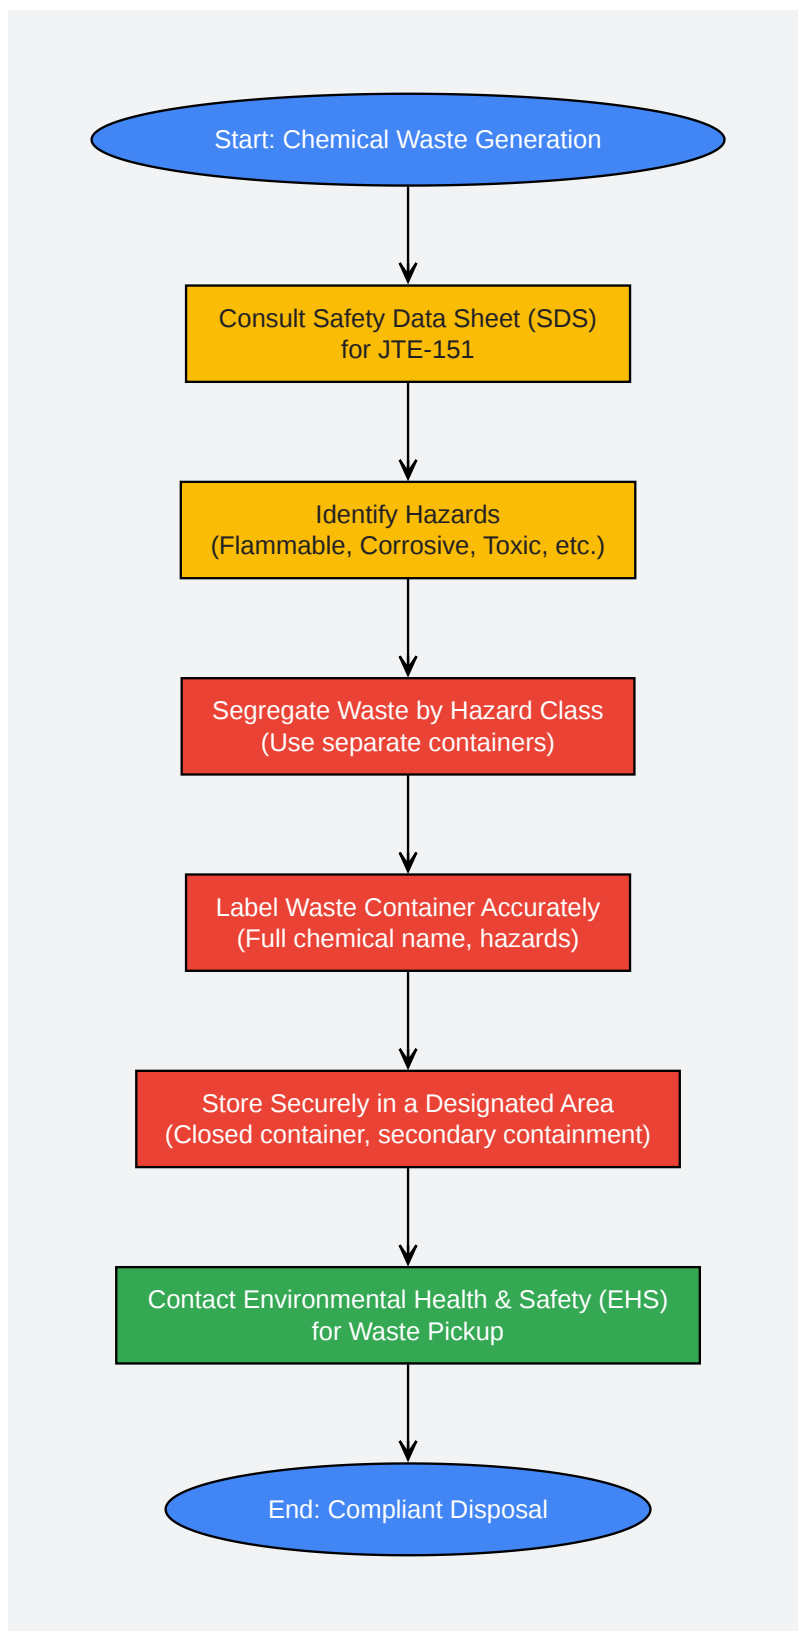 Start: Chemical Waste Generation
Consult Safety Data Sheet (SDS)
for JTE-151
Identify Hazards
(Flammable, Corrosive, Toxic, etc.)
Segregate Waste by Hazard Class
(Use separate containers)
Label Waste Container Accurately
(Full chemical name, hazards)
Store Securely in a Designated Area
(Closed container, secondary containment)
Contact Environmental Health & Safety (EHS)
for Waste Pickup
End: Compliant Disposal